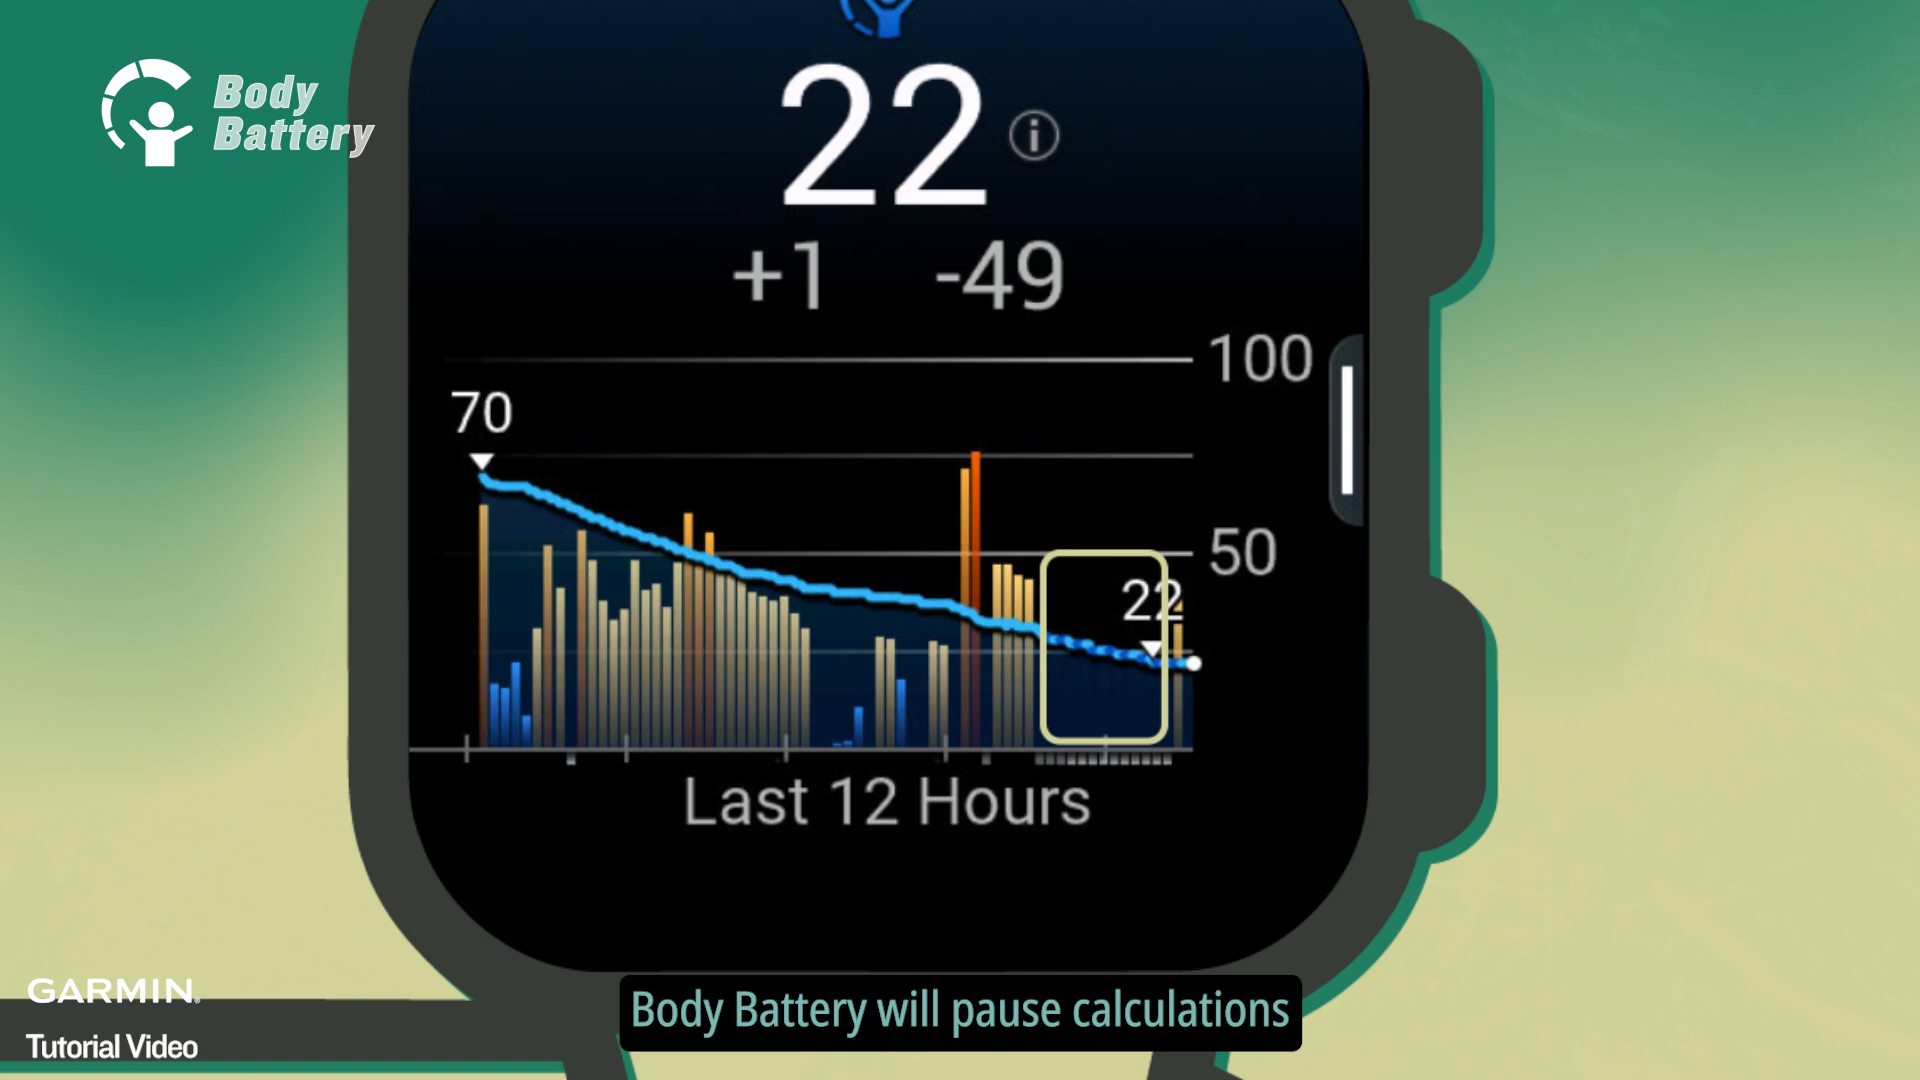 Body
Battery
22
i
+1 -49
100
70
50
22
Last 12 Hours
GARMIN
Tutorial Video
Body Battery will pause calculations